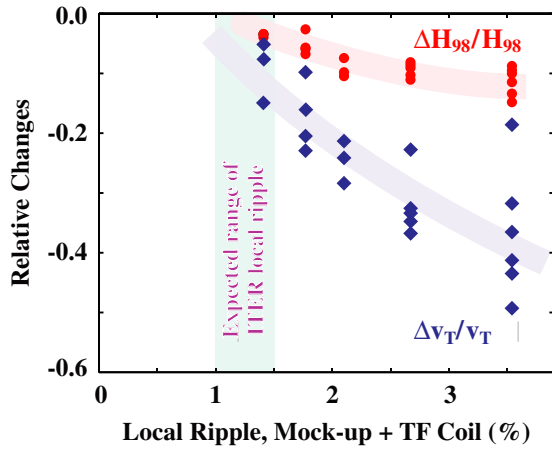 0.0
-0.2
-0.4
-0.6
Relative Changes
ΔH98/H98
Expected range of
ITER local ripple
ΔvT/vT
0
1
2
3
Local Ripple, Mock-up + TF Coil (%)